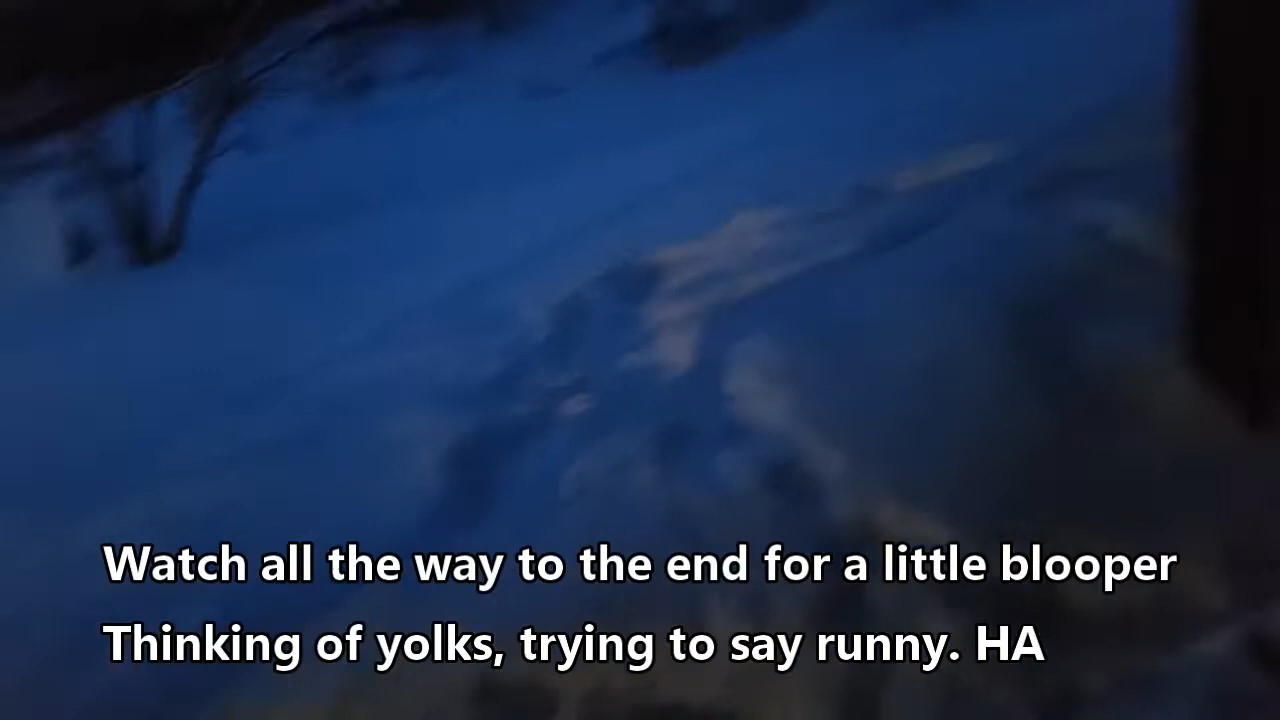 Watch all the way to the end for a little blooper
Thinking of yolks, trying to say runny. HA